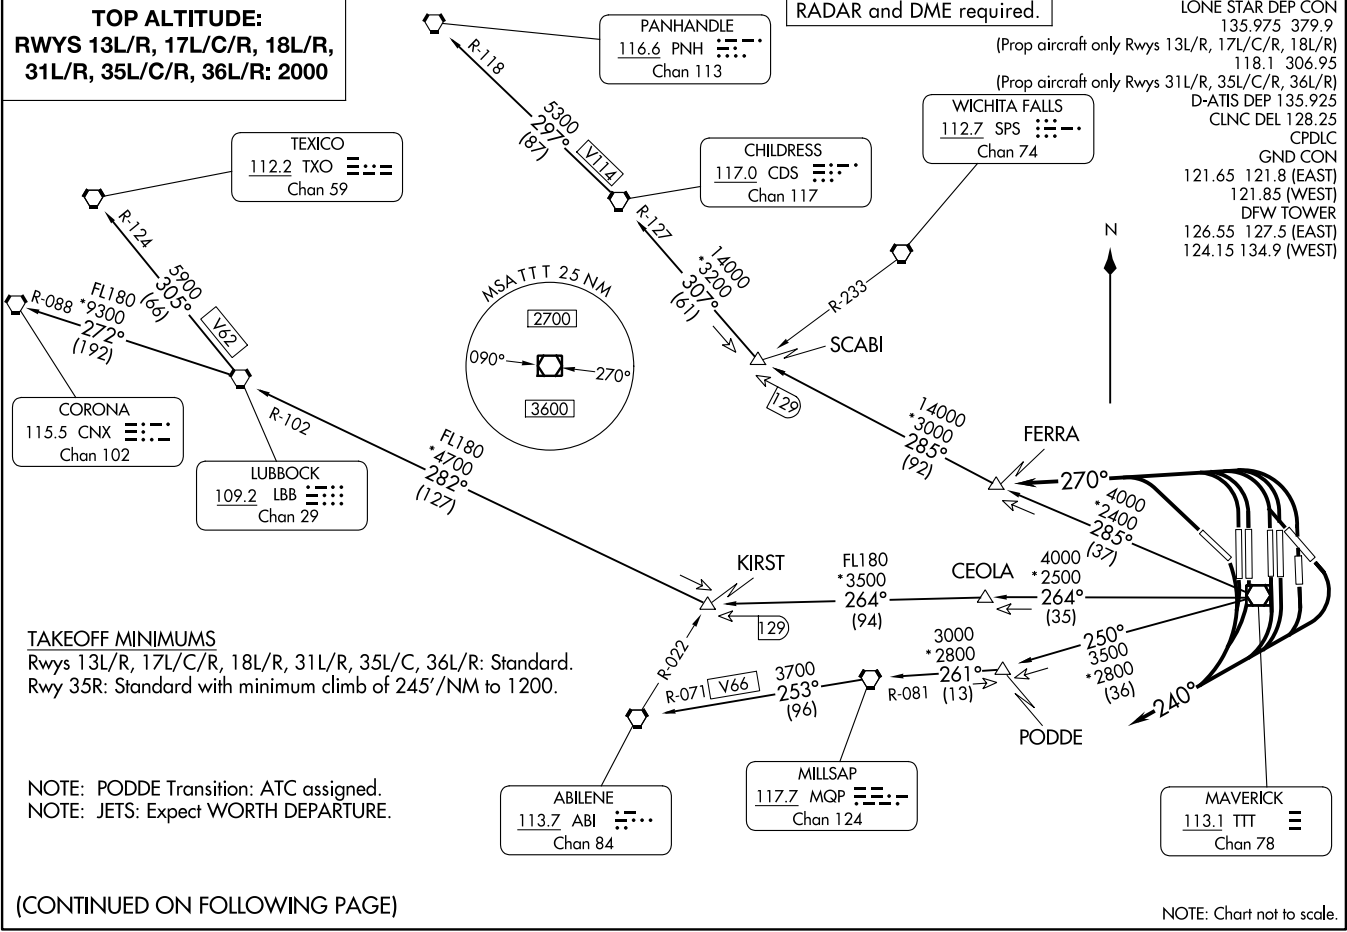 TOP ALTITUDE:
RWYS 13L/R, 17L/C/R, 18L/R,
31L/R, 35L/C/R, 36L/R: 2000
RADAR and DME required.
LONE STAR DEP CON
135.975 379.9
(Prop aircraft only Rwys 13L/R, 17L/C/R, 18L/R)
118.1 306.95
(Prop aircraft only Rwys 31L/R, 35L/C/R, 36L/R)
D-ATIS DEP 135.925
CLNC DEL 128.25
CPDLC
GND CON
121.65 121.8 (EAST)
121.85 (WEST)
DFW TOWER
126.55 127.5 (EAST)
124.15 134.9 (WEST)
PANHANDLE
116.6 PNH
Chan 113
WICHITA FALLS
112.7 SPS
Chan 74
TEXICO
112.2 TXO
Chan 59
CHILDRESS
117.0 CDS
Chan 117
R-118
5300
297°
(87)
V114
R-127
14000
*3200
307°
(61)
R-233
N
R-124
5900
305°
(66)
V62
R-088
FL180
*9300
272°
(192)
MSA TTT 25 NM
2700
090°
270°
3600
SCABI
129
CORONA
115.5 CNX
Chan 102
R-102
FL180
*4700
282°
(127)
14000
*3000
285°
(92)
FERRA
270°
4000
*2400
285°
(37)
LUBBOCK
109.2 LBB
Chan 29
KIRST
FL180
*3500
264°
(94)
CEOLA
4000
*2500
264°
(35)
129
TAKEOFF MINIMUMS
Rwys 13L/R, 17L/C/R, 18L/R, 31L/R, 35L/C, 36L/R: Standard.
Rwy 35R: Standard with minimum climb of 245'/NM to 1200.
R-022
R-071
V66
3700
253°
(96)
R-081
3000
*2800
261°
(13)
250°
3500
*2800
(36)
240°
PODDE
NOTE: PODDE Transition: ATC assigned.
NOTE: JETS: Expect WORTH DEPARTURE.
ABILENE
113.7 ABI
Chan 84
MILLSAP
117.7 MQP
Chan 124
MAVERICK
113.1 TTT
Chan 78
(CONTINUED ON FOLLOWING PAGE)
NOTE: Chart not to scale.